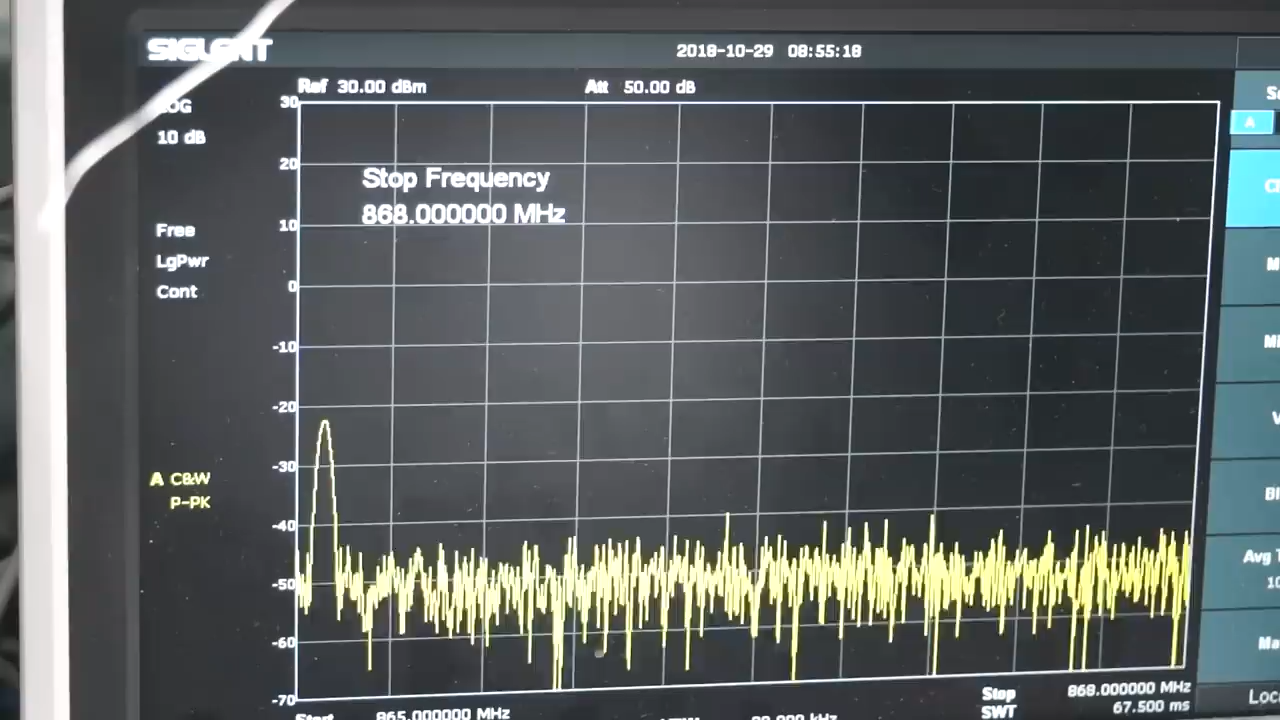 SIGLENT
2018-10-29 08:55:18
Ref 30.00 dBm
Att 50.00 dB
LOG
10 dB
Free
LgPwr
Cont
A C&W
P-PK
30
20
10
0
-10
-20
-30
-40
-50
-60
-70
Stop Frequency
868.000000 MHz
Start 865.000000 MHz
Stop 868.000000 MHz
SWT 67.500 ms
A
Avg T